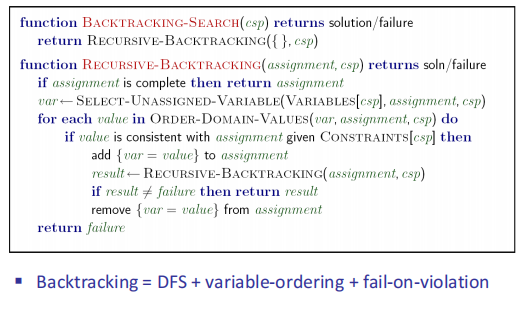 function BACKTRACKING-SEARCH(csp) returns solution/failure
return RECURSIVE-BACKTRACKING({ }, csp)
function RECURSIVE-BACKTRACKING(assignment, csp) returns soln/failure
if assignment is complete then return assignment
var ← SELECT-UNASSIGNED-VARIABLE(VARIABLES[csp], assignment, csp)
for each value in ORDER-DOMAIN-VALUES(var, assignment, csp) do
if value is consistent with assignment given CONSTRAINTS[csp] then
add {var = value} to assignment
result ← RECURSIVE-BACKTRACKING(assignment, csp)
if result ≠ failure then return result
remove {var = value} from assignment
return failure
▪ Backtracking = DFS + variable-ordering + fail-on-violation